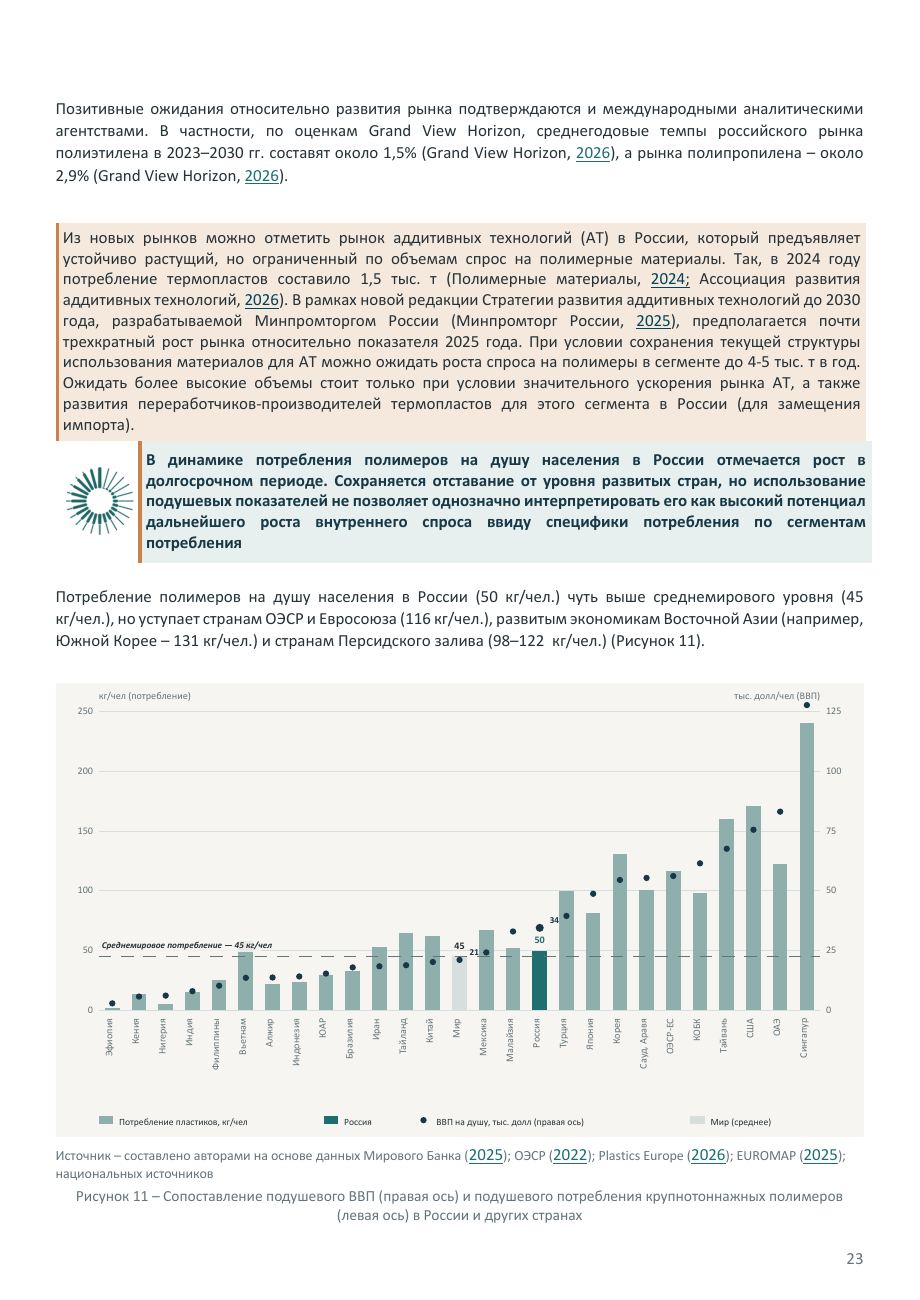 Позитивные ожидания относительно развития рынка подтверждаются и международными аналитическими
агентствами. В частности, по оценкам Grand View Horizon, среднегодовые темпы российского рынка
полиэтилена в 2023–2030 гг. составят около 1,5% (Grand View Horizon, 2026), а рынка полипропилена – около
2,9% (Grand View Horizon, 2026).
Из новых рынков можно отметить рынок аддитивных технологий (АТ) в России, который предъявляет
устойчиво растущий, но ограниченный по объемам спрос на полимерные материалы. Так, в 2024 году
потребление термопластов составило 1,5 тыс. т (Полимерные материалы, 2024; Ассоциация развития
аддитивных технологий, 2026). В рамках новой редакции Стратегии развития аддитивных технологий до 2030
года, разрабатываемой Минпромторгом России (Минпромторг России, 2025), предполагается почти
трехкратный рост рынка относительно показателя 2025 года. При условии сохранения текущей структуры
использования материалов для АТ можно ожидать роста спроса на полимеры в сегменте до 4-5 тыс. т в год.
Ожидать более высокие объемы стоит только при условии значительного ускорения рынка АТ, а также
развития переработчиков-производителей термопластов для этого сегмента в России (для замещения
импорта).
В динамике потребления полимеров на душу населения в России отмечается рост в
долгосрочном периоде. Сохраняется отставание от уровня развитых стран, но использование
подушевых показателей не позволяет однозначно интерпретировать его как высокий потенциал
дальнейшего роста внутреннего спроса ввиду специфики потребления по сегментам
потребления
Потребление полимеров на душу населения в России (50 кг/чел.) чуть выше среднемирового уровня (45
кг/чел.), но уступает странам ОЭСР и Евросоюза (116 кг/чел.), развитым экономикам Восточной Азии (например,
Южной Корее – 131 кг/чел.) и странам Персидского залива (98–122 кг/чел.) (Рисунок 11).
кг/чел (потребление)
тыс. долл/чел (ВВП)
250
125
200
100
150
75
100
50
34
50
Среднемировое потребление — 45 кг/чел
45
21
50
25
0
0
Эфиопия
Кения
Нигерия
Индия
Филиппины
Вьетнам
Алжир
Индонезия
ЮАР
Бразилия
Иран
Тайланд
Китай
Мир
Мексика
Малайзия
Россия
Турция
Япония
Корея
Сауд. Аравя
ОЭСР-ЕС
КОБК
Тайвань
США
ОАЭ
Сингапур
Потребление пластиков, кг/чел
Россия
ВВП на душу, тыс. долл (правая ось)
Мир (среднее)
Источник – составлено авторами на основе данных Мирового Банка (2025); ОЭСР (2022); Plastics Europe (2026); EUROMAP (2025);
национальных источников
Рисунок 11 – Сопоставление подушевого ВВП (правая ось) и подушевого потребления крупнотоннажных полимеров
(левая ось) в России и других странах
23